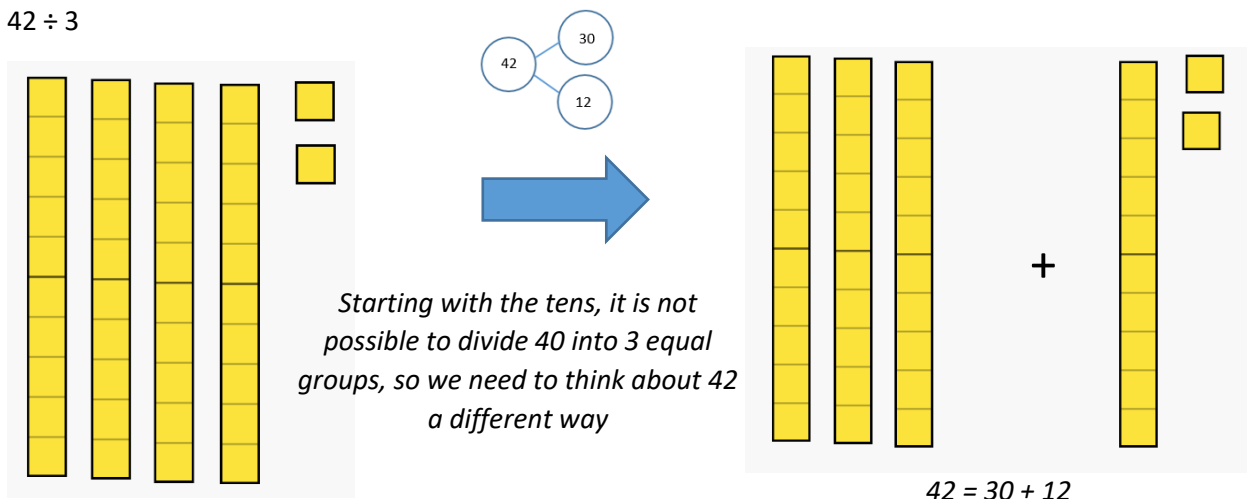 42 ÷ 3
42
30
12
Starting with the tens, it is not
possible to divide 40 into 3 equal
groups, so we need to think about 42
a different way
+
42 = 30 + 12